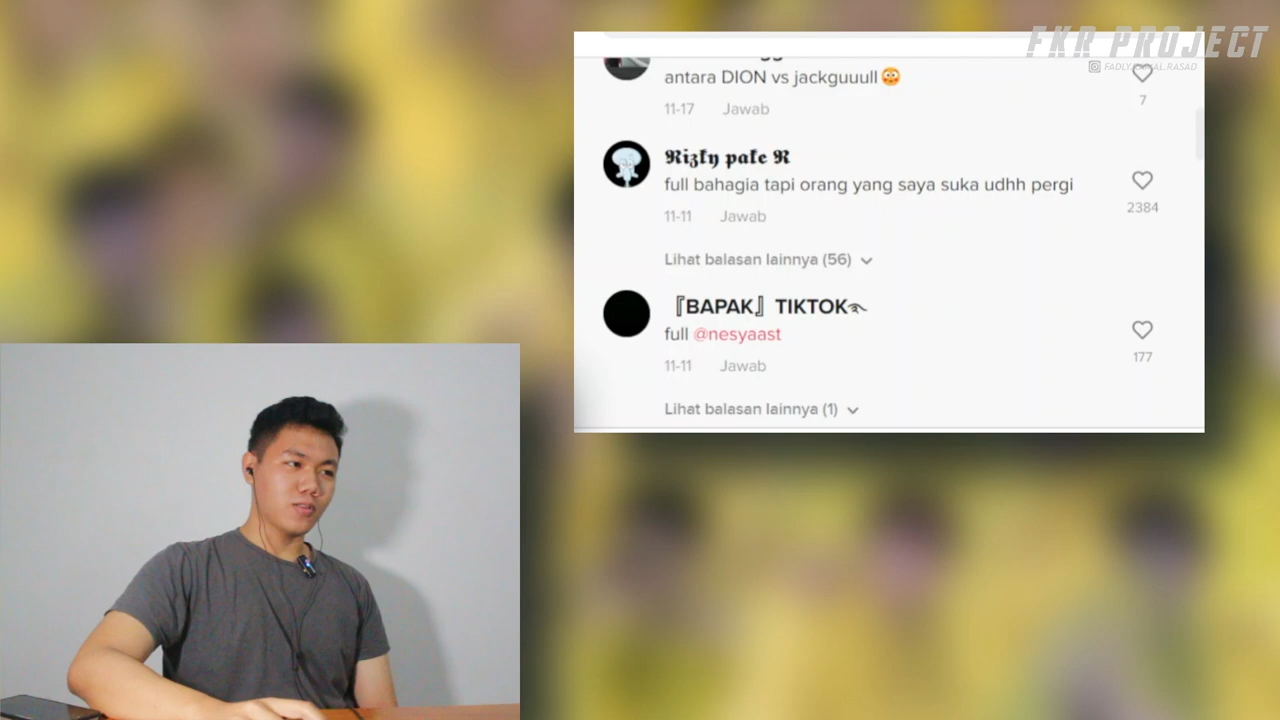 FKR PROJECT
antara DION vs jackguuull😳
11-17 Jawab
7
𝕽𝖎𝖟𝖐𝖞 𝖕𝖆𝖐𝖊 𝕽
full bahagia tapi orang yang saya suka udhh pergi
11-11 Jawab
2384
Lihat balasan lainnya (56)
『BAPAK』TIKTOK
full @nesyaast
11-11 Jawab
177
Lihat balasan lainnya (1)